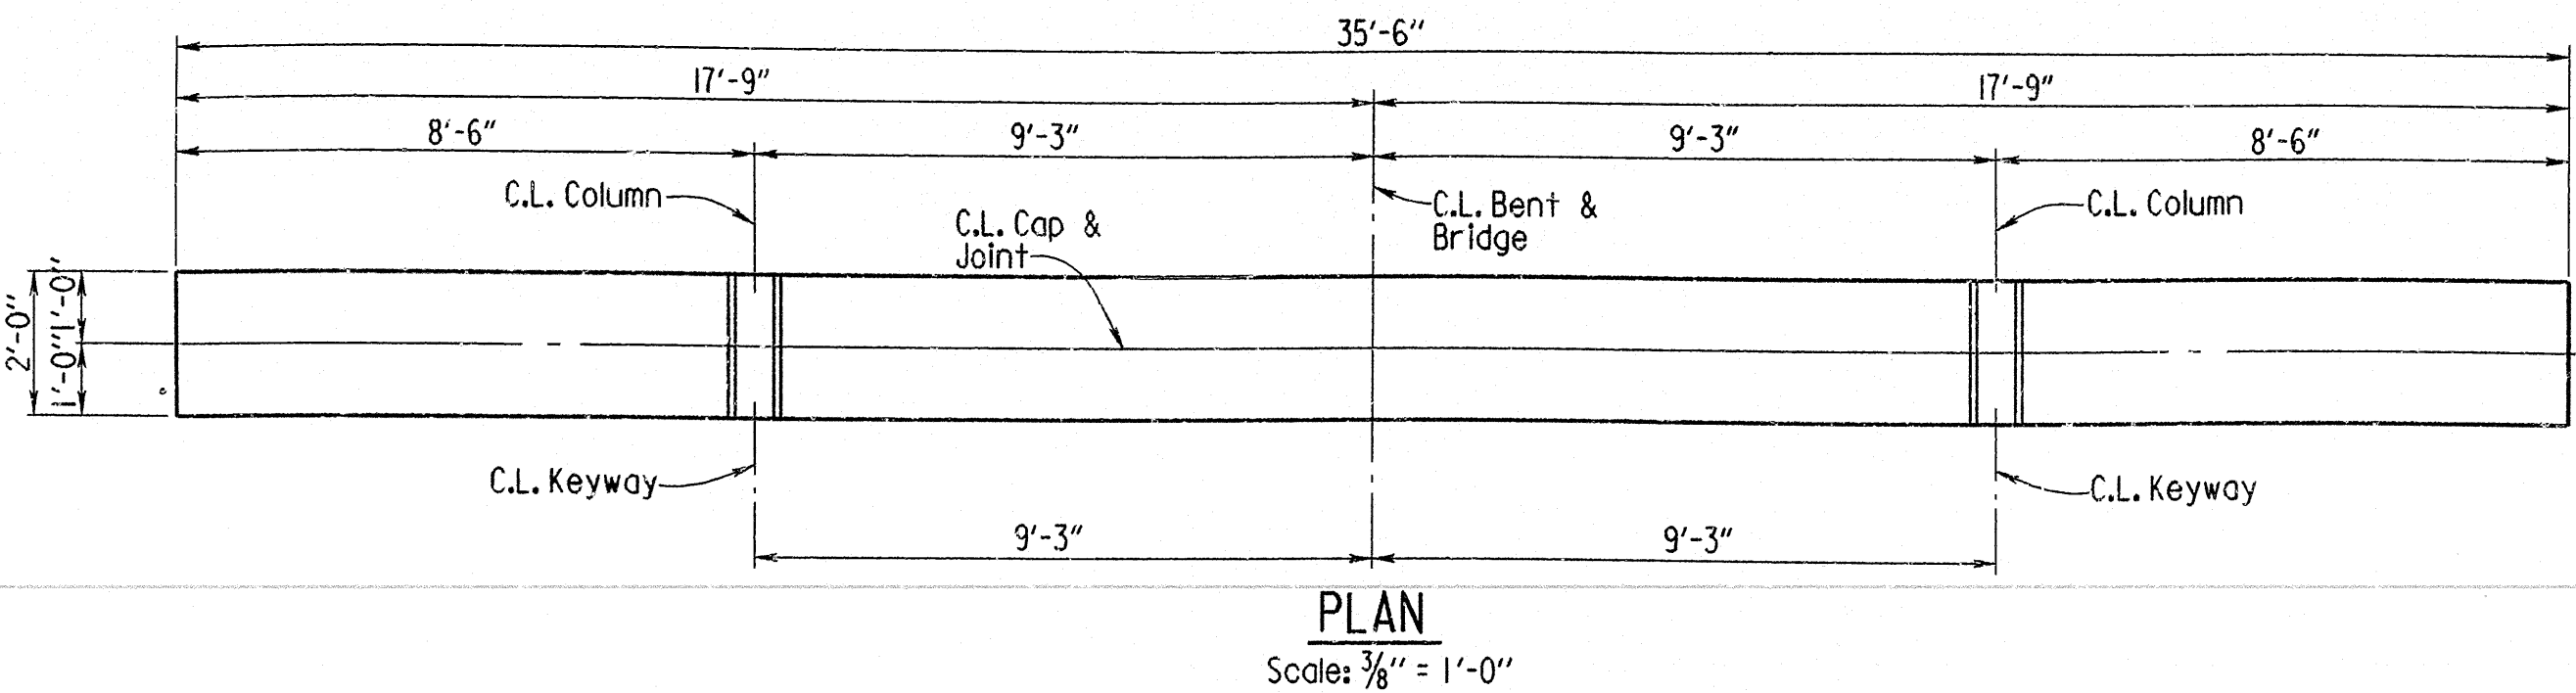 35'-6"
17'-9"
17'-9"
8'-6"
9'-3"
9'-3"
8'-6"
C.L. Column
C.L. Cap &
Joint
C.L. Bent &
Bridge
C.L. Column
2'-0"
1'-0"
1'-0"
C.L. Keyway
C.L. Keyway
9'-3"
9'-3"
PLAN
Scale: 3/8" = 1'-0"